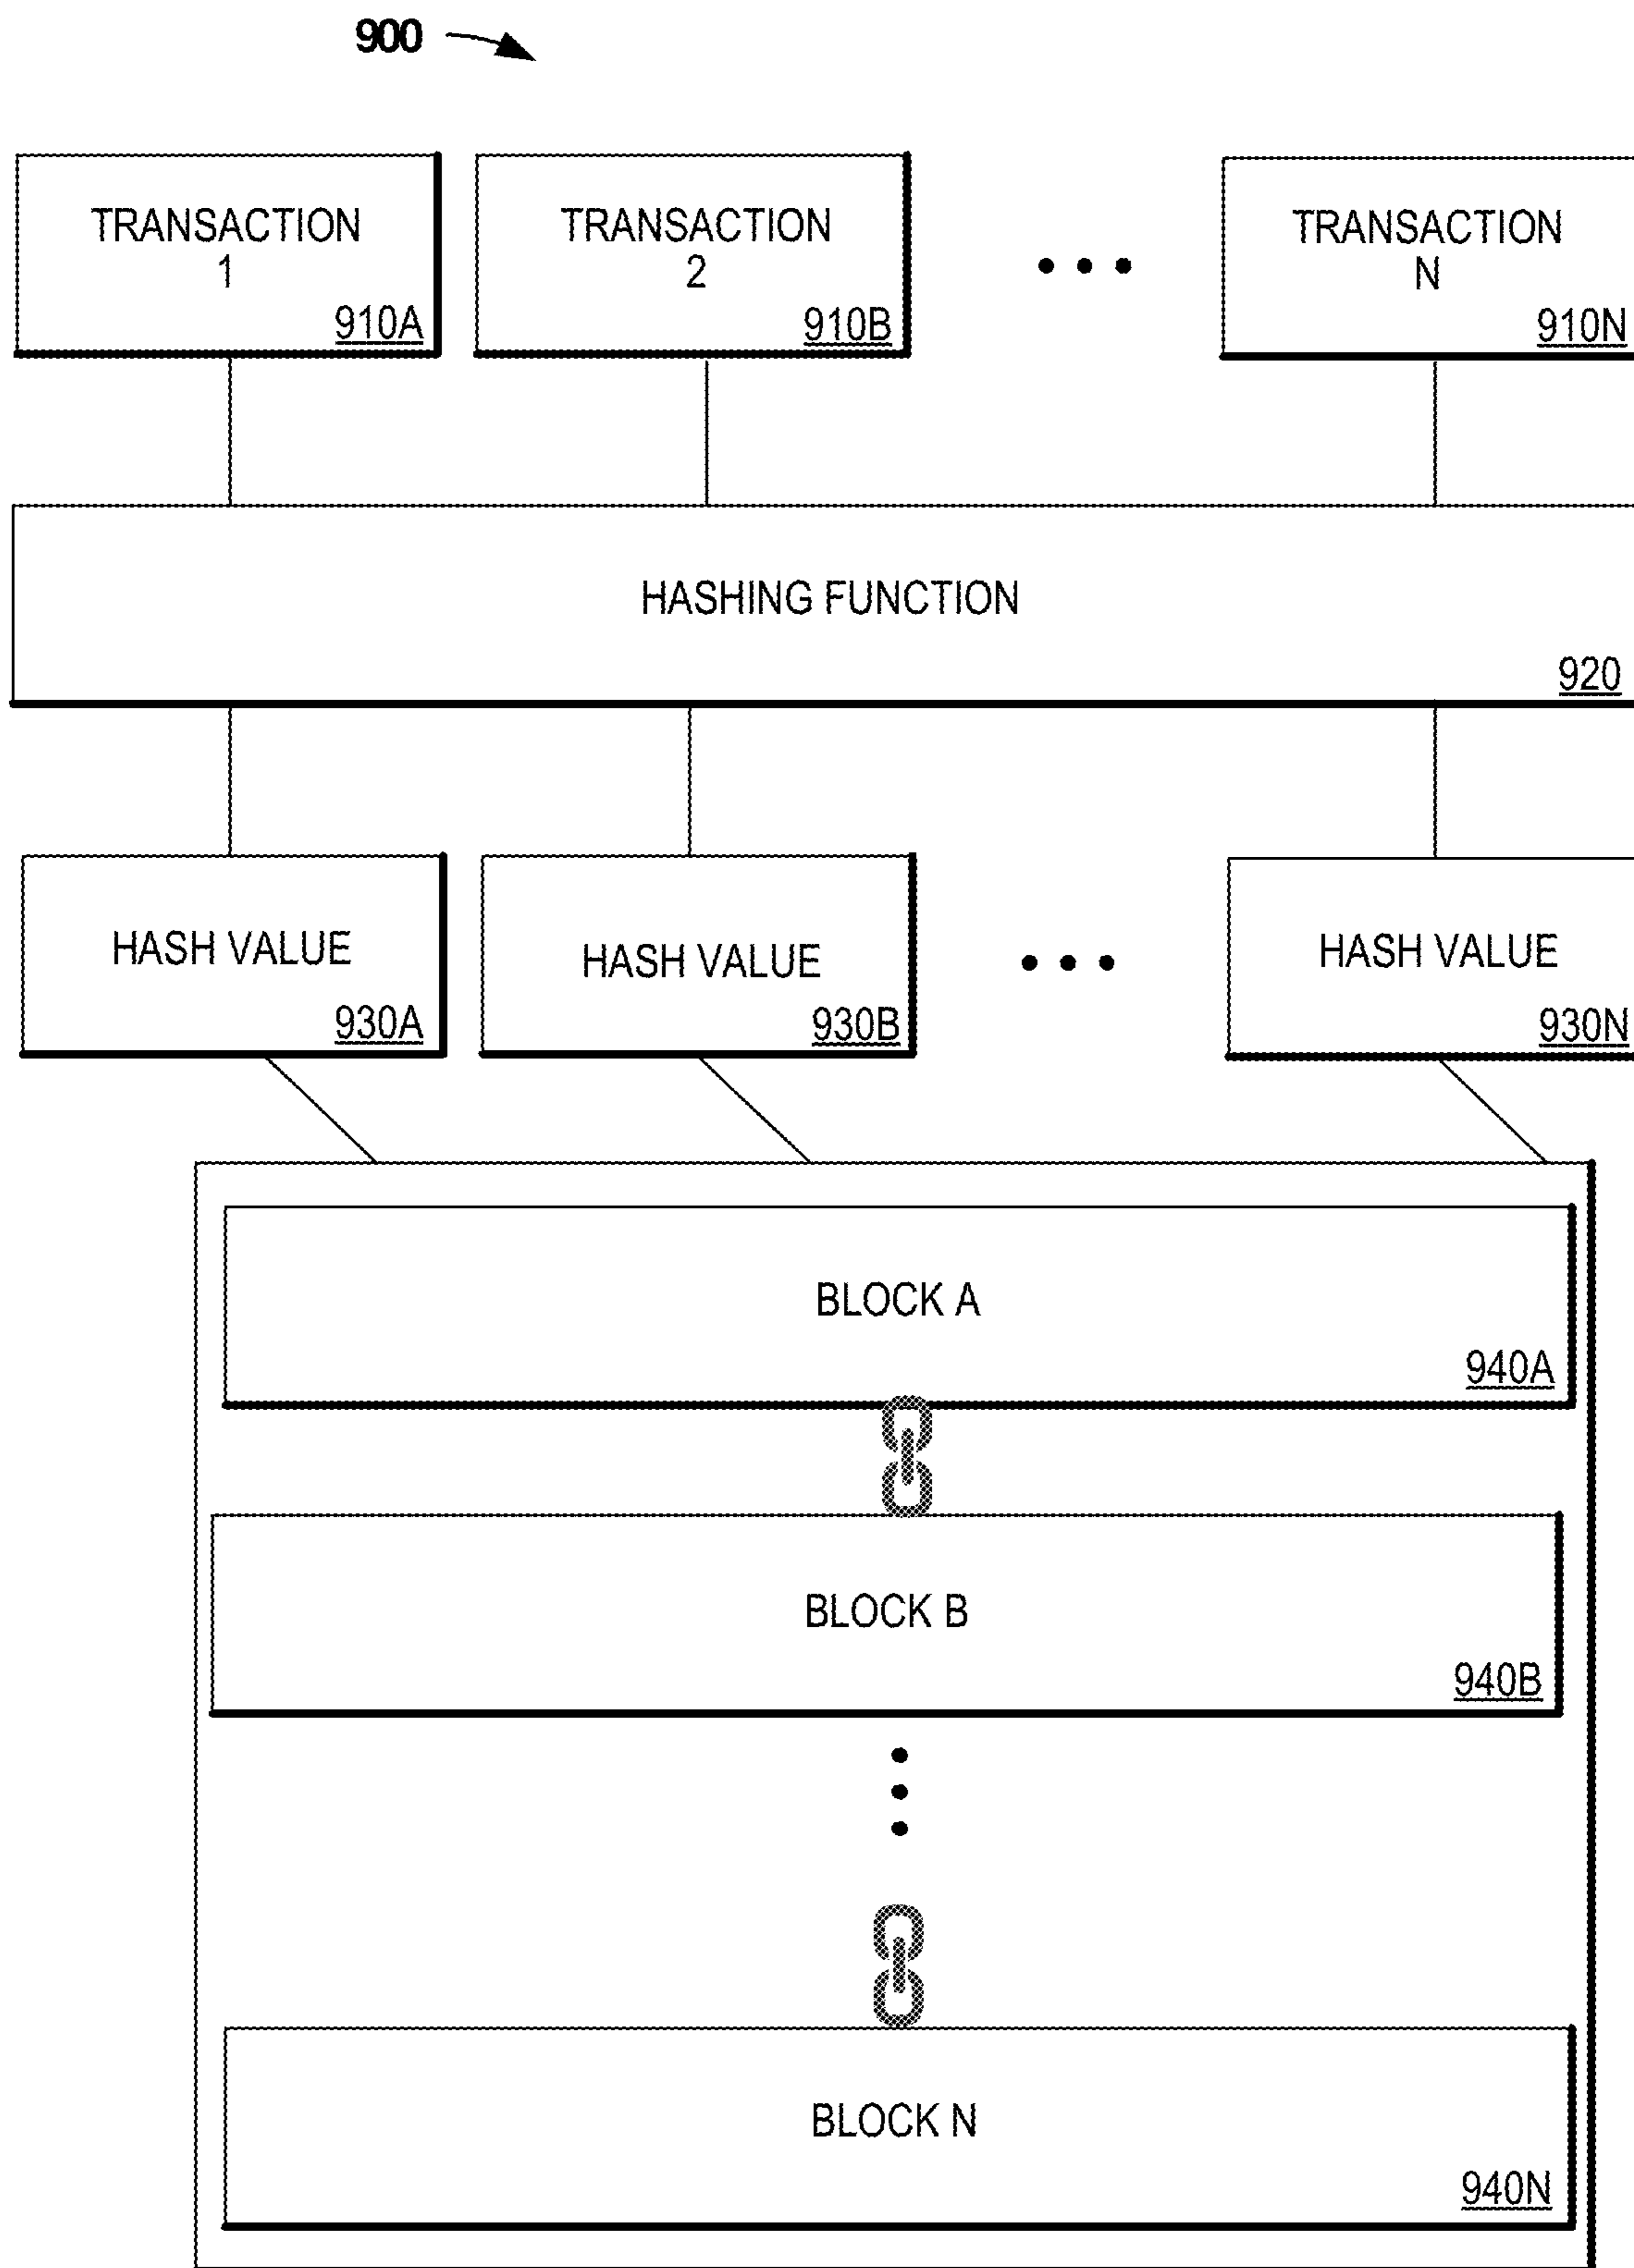 900
TRANSACTION
1
910A
TRANSACTION
2
910B
TRANSACTION
N
910N
HASHING FUNCTION
920
HASH VALUE
930A
HASH VALUE
930B
HASH VALUE
930N
BLOCK A
940A
BLOCK B
940B
BLOCK N
940N